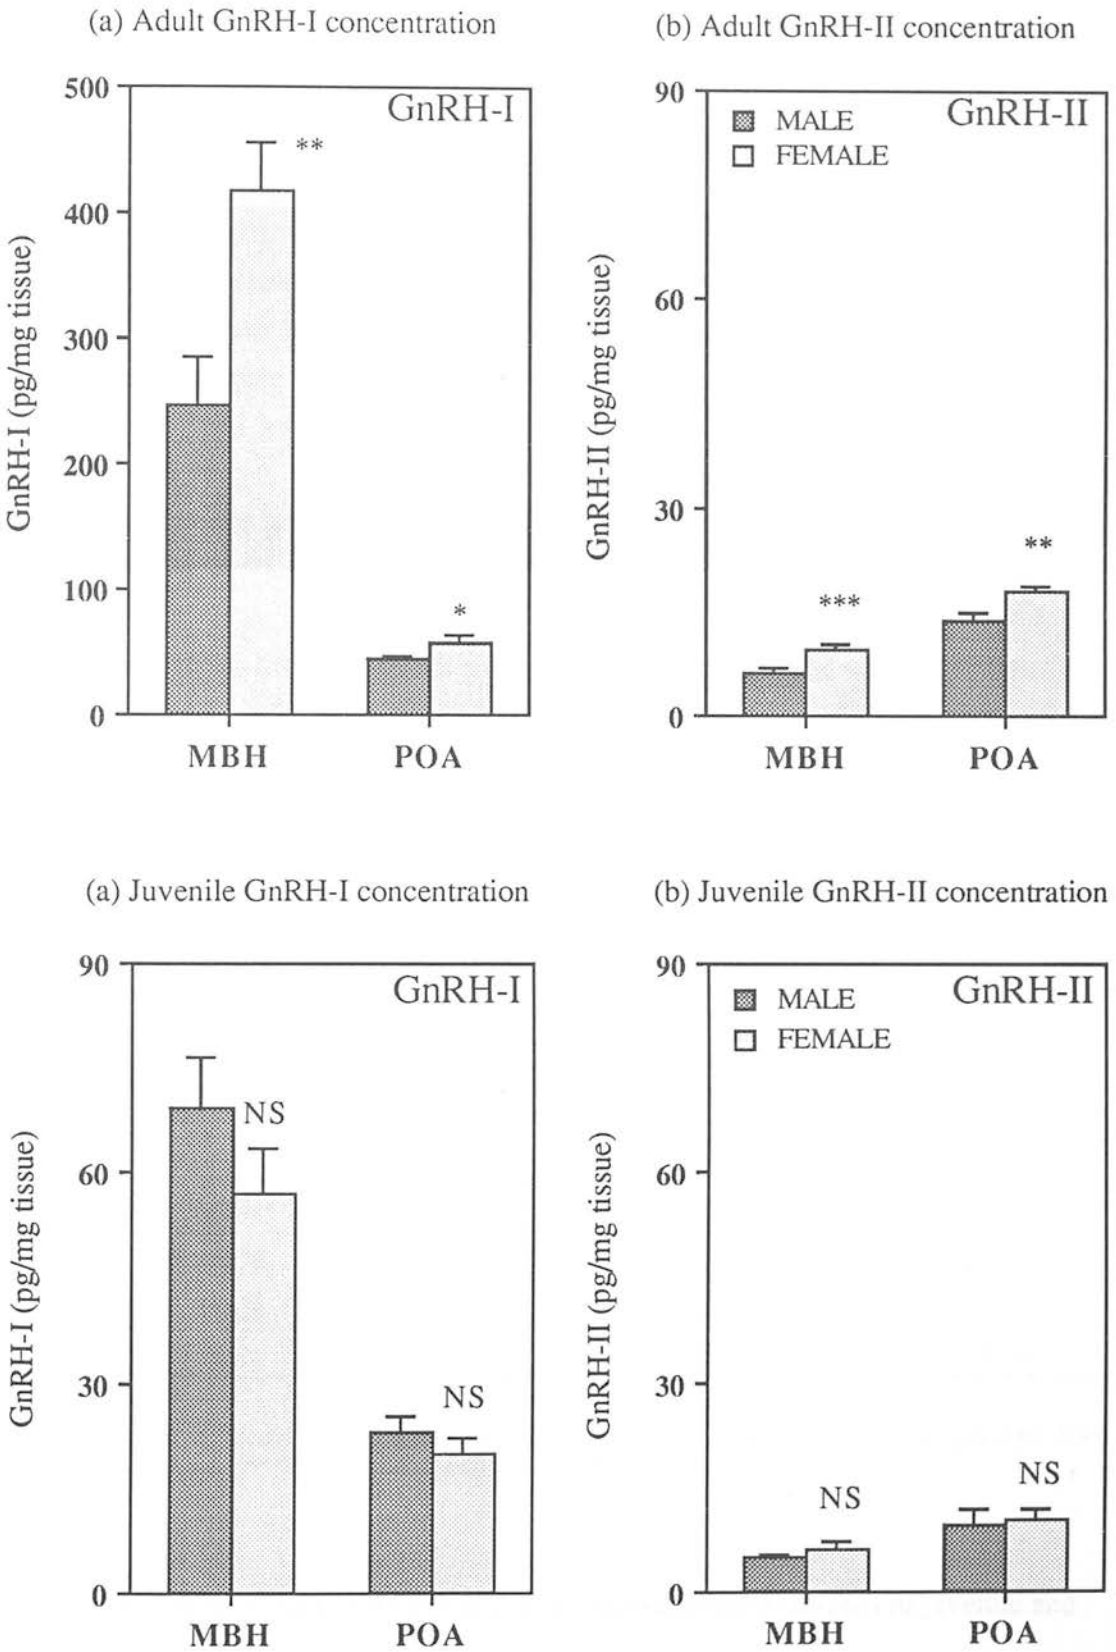 (a) Adult GnRH-I concentration
500
400
300
200
100
0
GnRH-I (pg/mg tissue)
GnRH-I
**
*
MBH POA
(b) Adult GnRH-II concentration
90
60
30
0
GnRH-II (pg/mg tissue)
MALE
FEMALE
GnRH-II
***
**
MBH POA
(a) Juvenile GnRH-I concentration
90
60
30
0
GnRH-I (pg/mg tissue)
GnRH-I
NS
NS
MBH POA
(b) Juvenile GnRH-II concentration
90
60
30
0
GnRH-II (pg/mg tissue)
MALE
FEMALE
GnRH-II
NS
NS
MBH POA